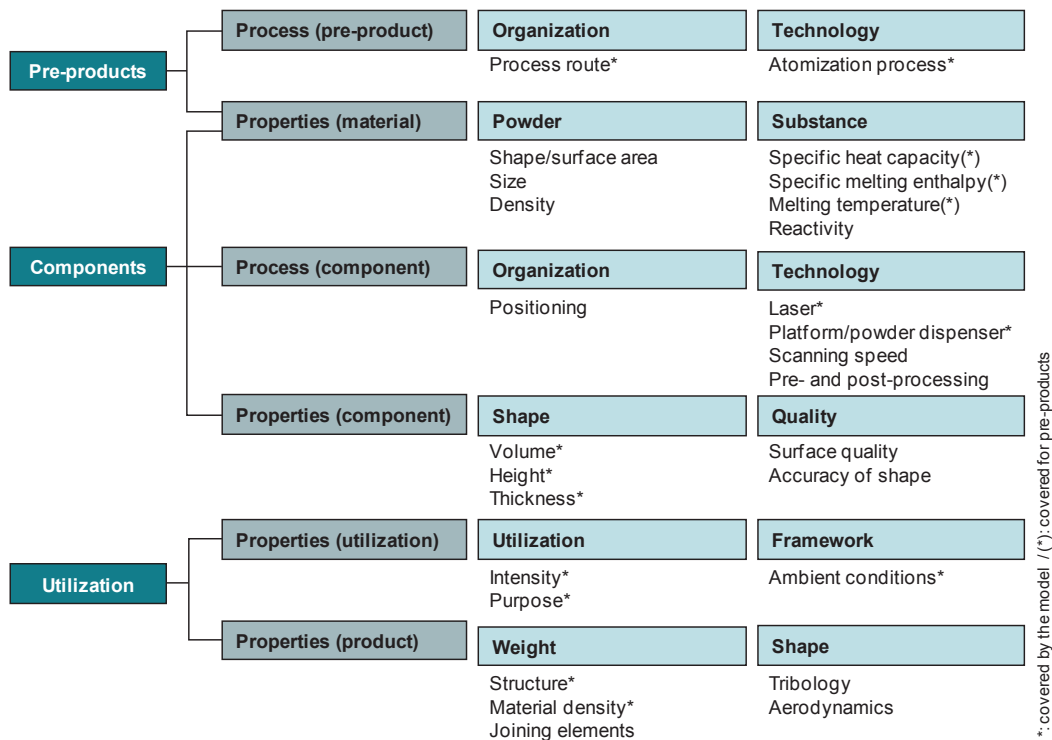 Pre-products
Process (pre-product)
Organization
Technology
Process route*
Atomization process*
Properties (material)
Powder
Substance
Shape/surface area
Size
Density
Specific heat capacity(*)
Specific melting enthalpy(*)
Melting temperature(*)
Reactivity
Components
Process (component)
Organization
Technology
Positioning
Laser*
Platform/powder dispenser*
Scanning speed
Pre- and post-processing
Properties (component)
Shape
Quality
Volume*
Height*
Thickness*
Surface quality
Accuracy of shape
Utilization
Properties (utilization)
Utilization
Framework
Intensity*
Purpose*
Ambient conditions*
Properties (product)
Weight
Shape
Structure*
Material density*
Joining elements
Tribology
Aerodynamics
*: covered by the model / (*): covered for pre-products